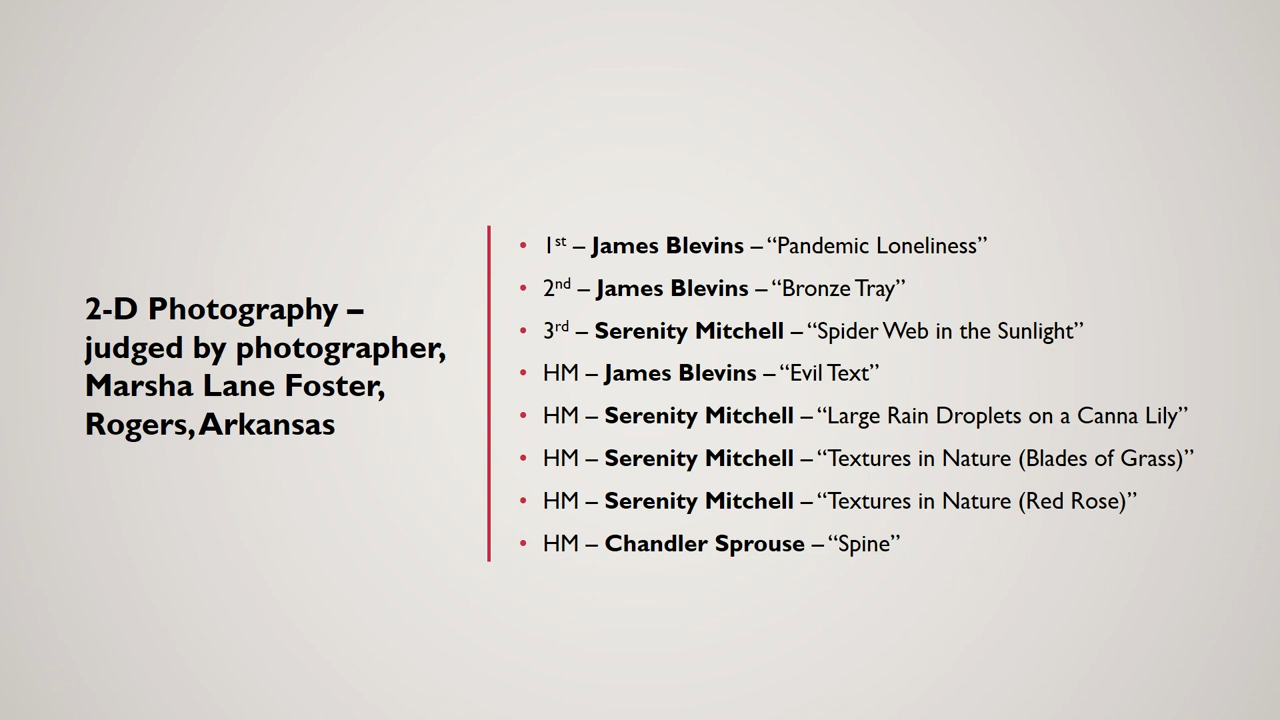 2-D Photography –
judged by photographer,
Marsha Lane Foster,
Rogers, Arkansas
• 1st – James Blevins – “Pandemic Loneliness”
• 2nd – James Blevins – “Bronze Tray”
• 3rd – Serenity Mitchell – “Spider Web in the Sunlight”
• HM – James Blevins – “Evil Text”
• HM – Serenity Mitchell – “Large Rain Droplets on a Canna Lily”
• HM – Serenity Mitchell – “Textures in Nature (Blades of Grass)”
• HM – Serenity Mitchell – “Textures in Nature (Red Rose)”
• HM – Chandler Sprouse – “Spine”